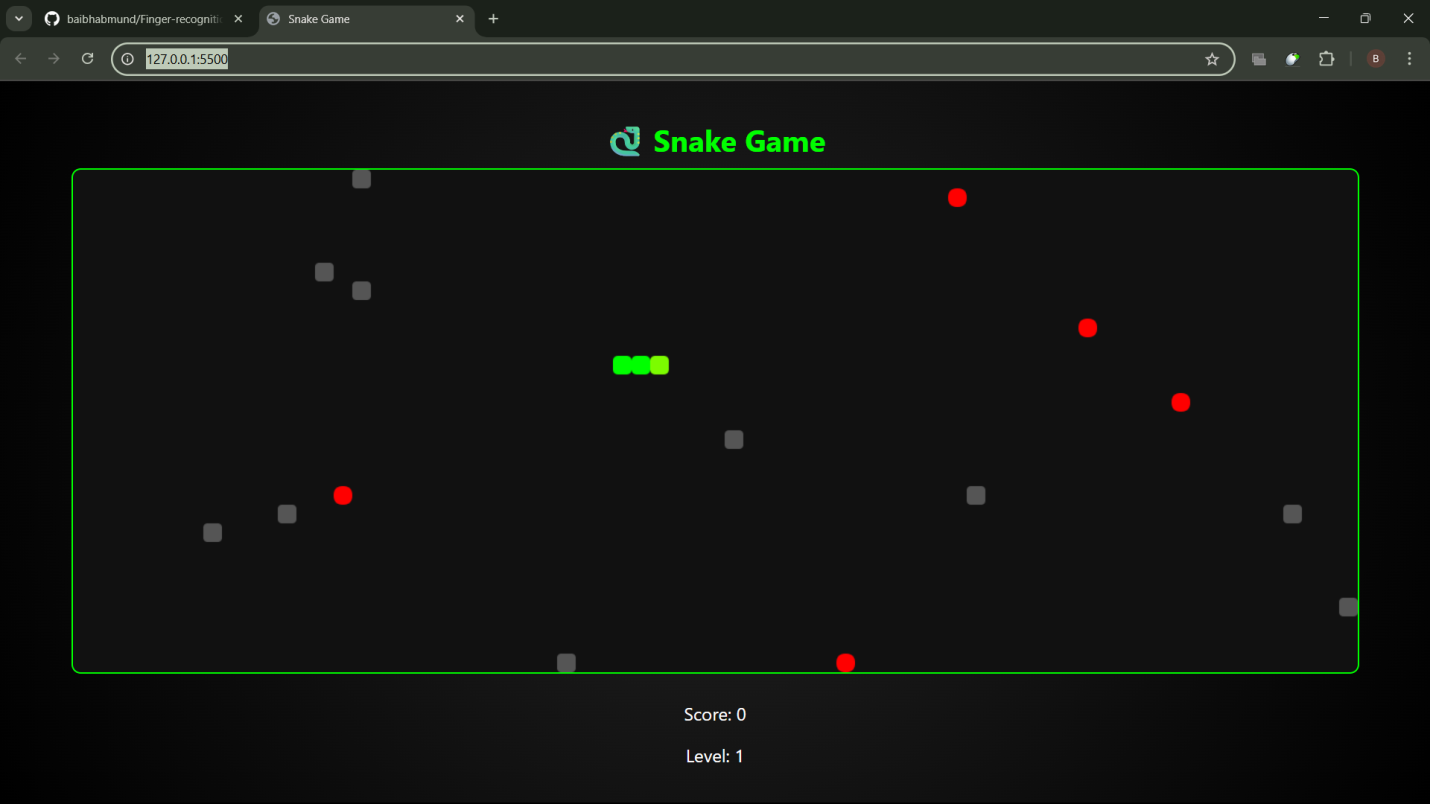 baibhabmund/Finger-recogniti
Snake Game
127.0.0.1:5500
B
Snake Game
Score: 0
Level: 1